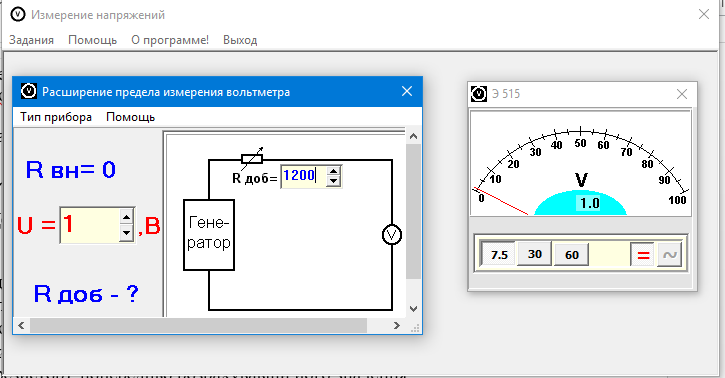 Измерение напряжений
Задания Помощь О программе! Выход
Расширение предела измерения вольтметра
Тип прибора Помощь
R вн= 0
U = 1 ,В
R доб - ?
R доб= 1200
Гене-
ратор
V
Э 515
0 10 20 30 40 50 60 70 80 90 100
V
1.0
7.5 30 60 = ~